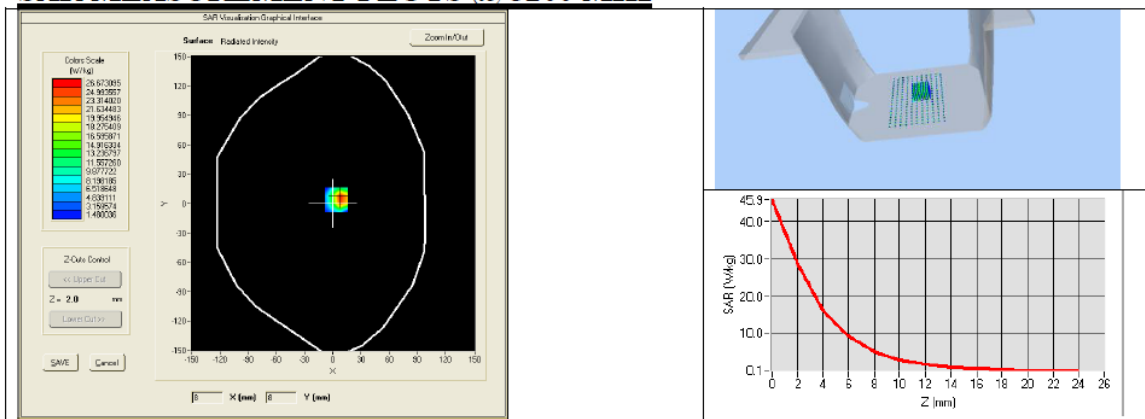 SAR Visualisation Graphical Interface
Surface Radiated Intensity
Zoom In/Out
Colors Scale
(W/kg)
26.673095
24.993557
23.314020
21.634483
19.954946
18.275409
16.595871
14.916334
13.236797
11.557260
9.877722
8.198185
6.518648
4.839111
3.159574
1.480036
150
120
90
60
30
0
-30
-60
-90
-120
-150
-150 -120 -90 -60 -30 0 30 60 90 120 150
Y
X
Z-Cuts Control
<< Upper Cut
Z = 2.0 mm
Lower Cut >>
SAVE Cancel
8 X (mm) 8 Y (mm)
45.9
30.0
20.0
10.0
0.1
SAR (W/kg)
0 2 4 6 8 10 12 14 16 18 20 22 24 26
Z (mm)